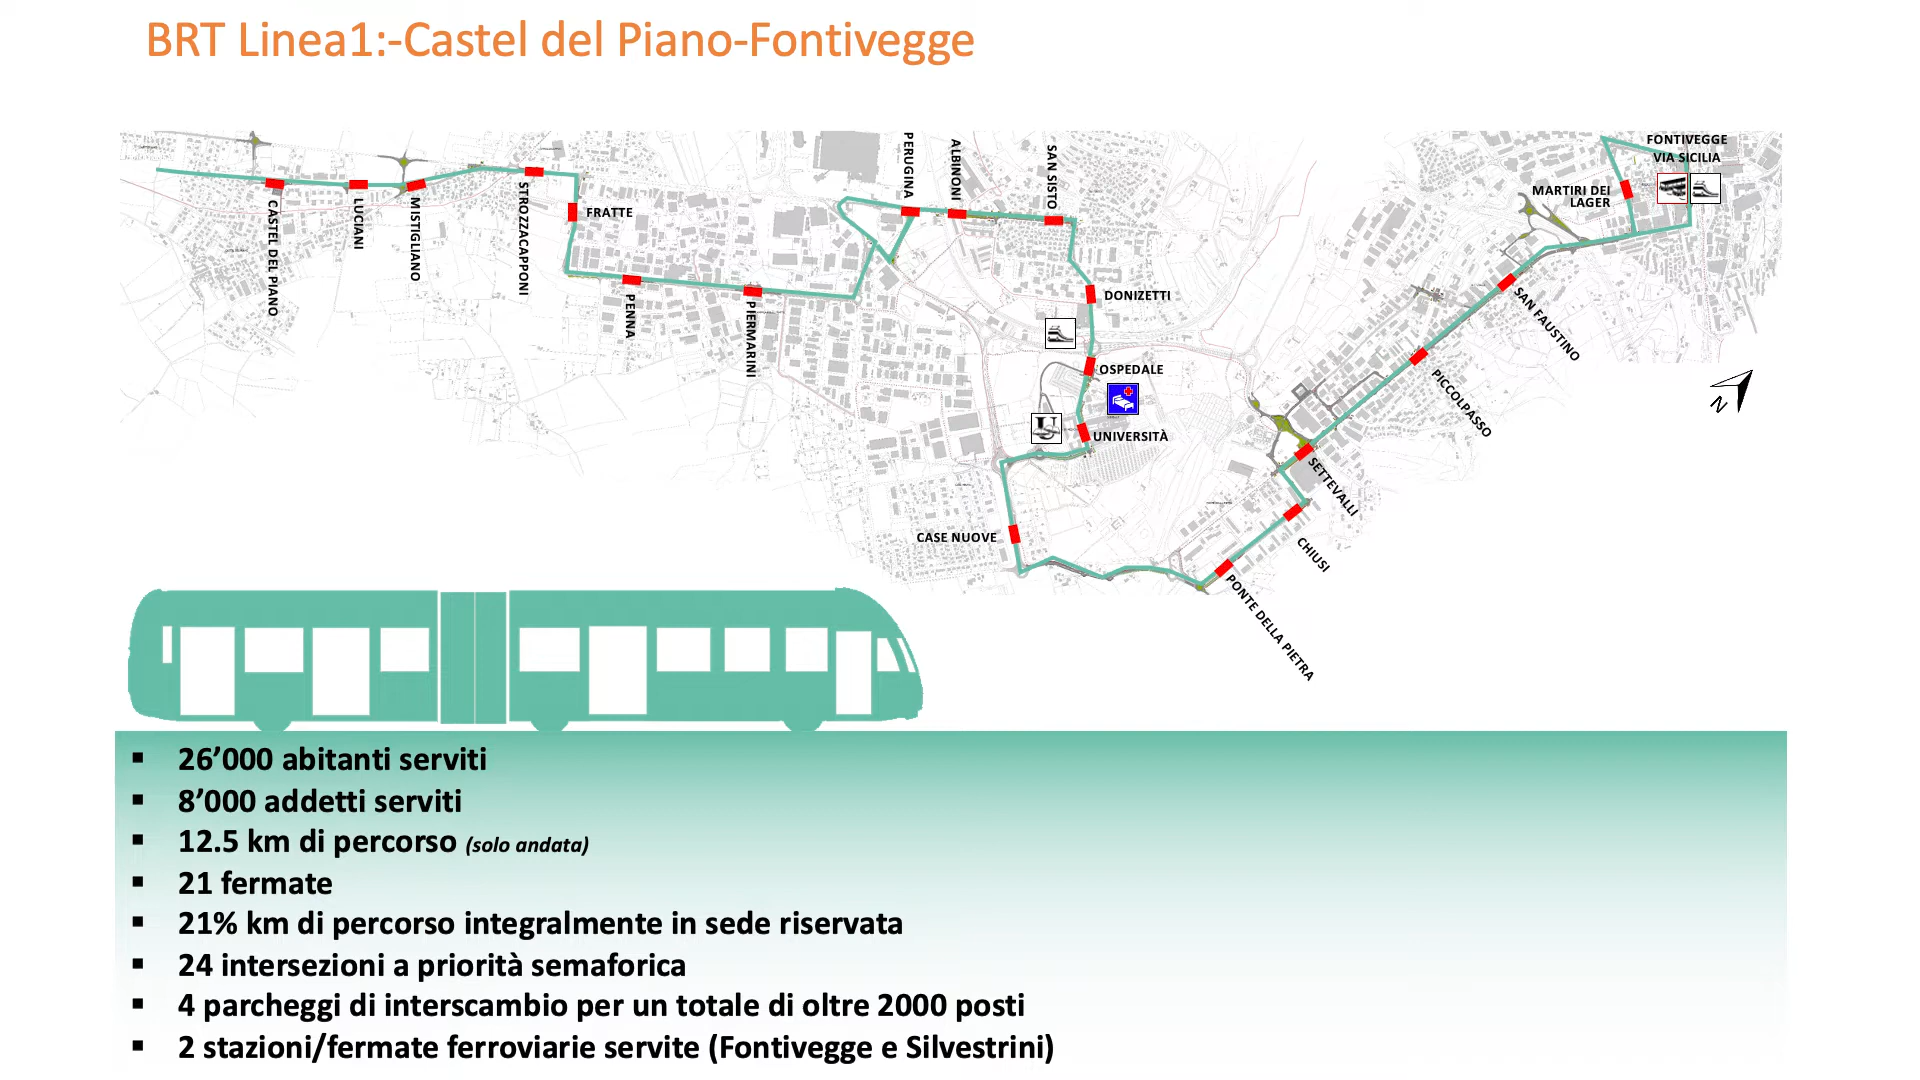 BRT Linea1:-Castel del Piano-Fontivegge
CASTEL DEL PIANO
LUCIANI
MISTIGLIANO
STROZZACAPPONI
FRATTE
PENNA
PIERMARINI
PERUGINA
ALBINONI
SAN SISTO
DONIZETTI
OSPEDALE
U
UNIVERSITÀ
CASE NUOVE
PONTE DELLA PIETRA
CHIUSI
SETTEVALLI
PICCOLPASSO
SAN FAUSTINO
MARTIRI DEI
LAGER
FONTIVEGGE
VIA SICILIA
N
▪ 26’000 abitanti serviti
▪ 8’000 addetti serviti
▪ 12.5 km di percorso (solo andata)
▪ 21 fermate
▪ 21% km di percorso integralmente in sede riservata
▪ 24 intersezioni a priorità semaforica
▪ 4 parcheggi di interscambio per un totale di oltre 2000 posti
▪ 2 stazioni/fermate ferroviarie servite (Fontivegge e Silvestrini)